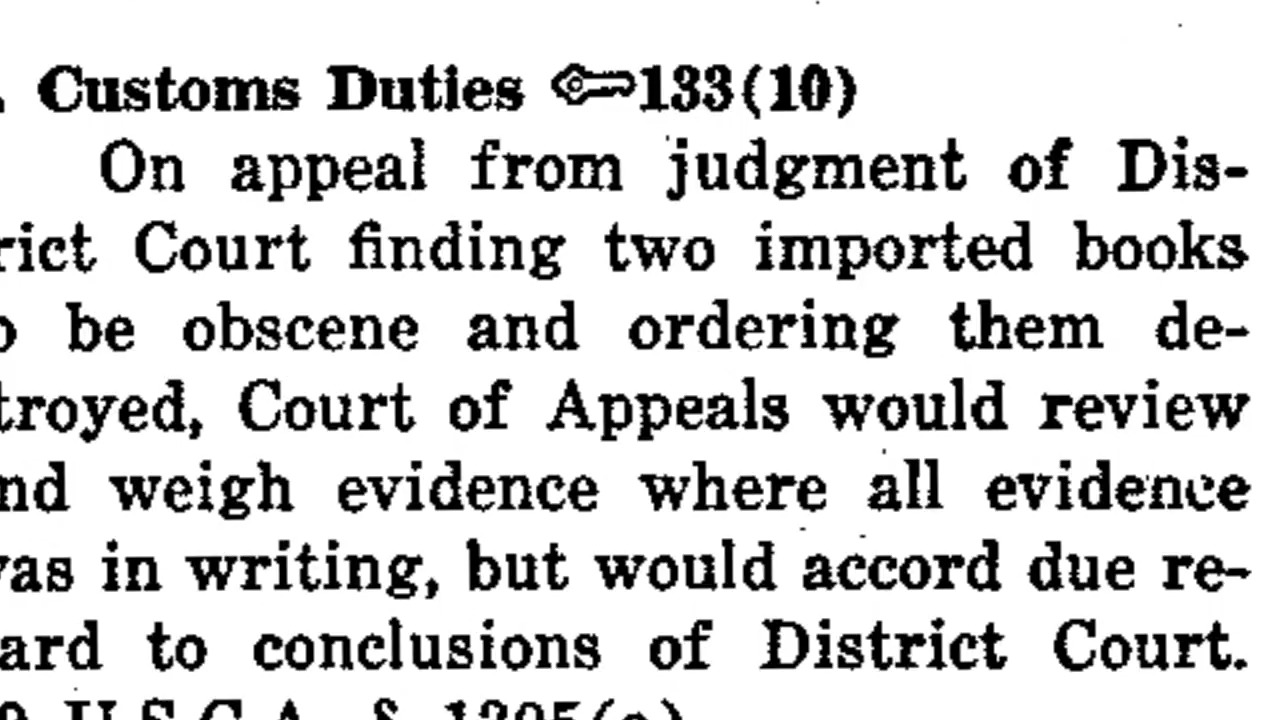 . Customs Duties 133(10)
On appeal from judgment of Dis-
rict Court finding two imported books
be obscene and ordering them de-
troyed, Court of Appeals would review
nd weigh evidence where all evidence
as in writing, but would accord due re-
ard to conclusions of District Court.
U.S.C.A. § 1305(a)